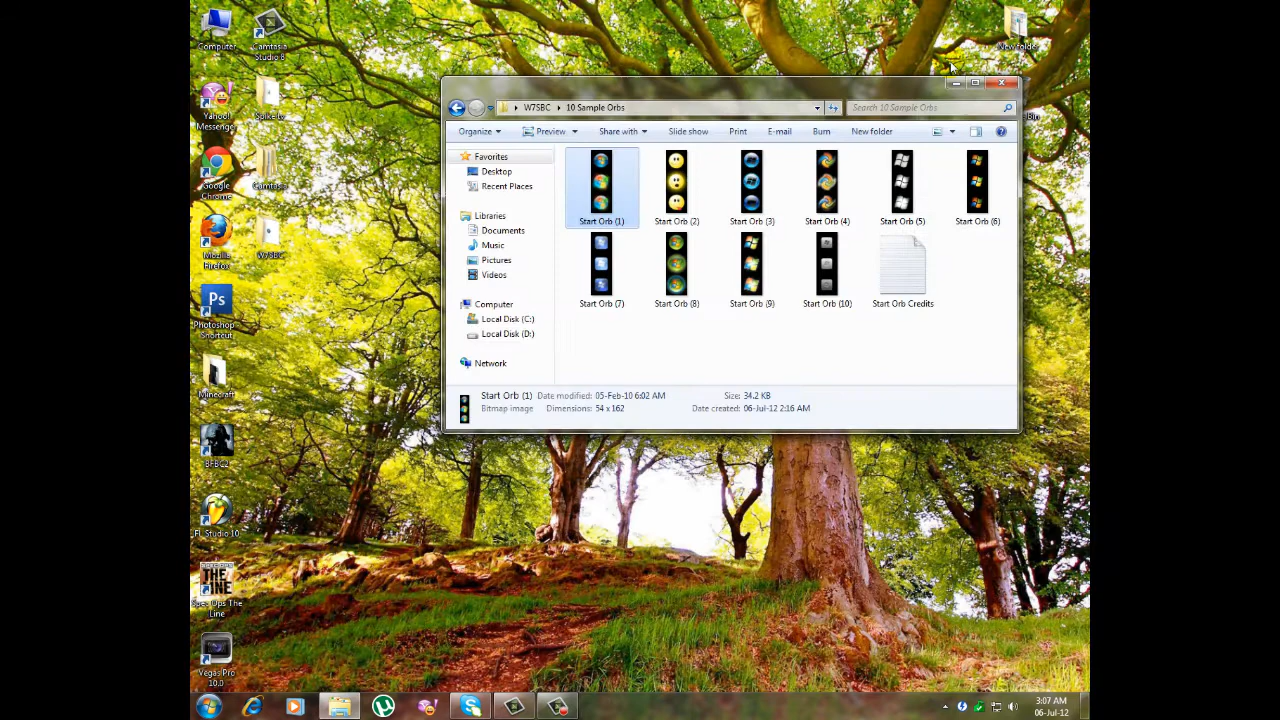 Computer
Camtasia
Studio 8
New folder
Yahoo!
Messenger
Spike tv
Google
Chrome
Camtasia
Mozilla
Firefox
W7SBC
Photoshop -
Shortcut
Minecraft
BFBC2
FL Studio 10
Spec Ops The
Line
Vegas Pro
10.0
W7SBC 10 Sample Orbs
Search 10 Sample Orbs
Organize Preview Share with Slide show Print E-mail Burn New folder
Favorites
Desktop
Recent Places
Libraries
Documents
Music
Pictures
Videos
Computer
Local Disk (C:)
Local Disk (D:)
Network
Start Orb (1) Start Orb (2) Start Orb (3) Start Orb (4) Start Orb (5) Start Orb (6)
Start Orb (7) Start Orb (8) Start Orb (9) Start Orb (10) Start Orb Credits
Start Orb (1) Date modified: 05-Feb-10 6:02 AM Size: 34.2 KB
Bitmap image Dimensions: 54 x 162 Date created: 06-Jul-12 2:16 AM
3:07 AM
06-Jul-12